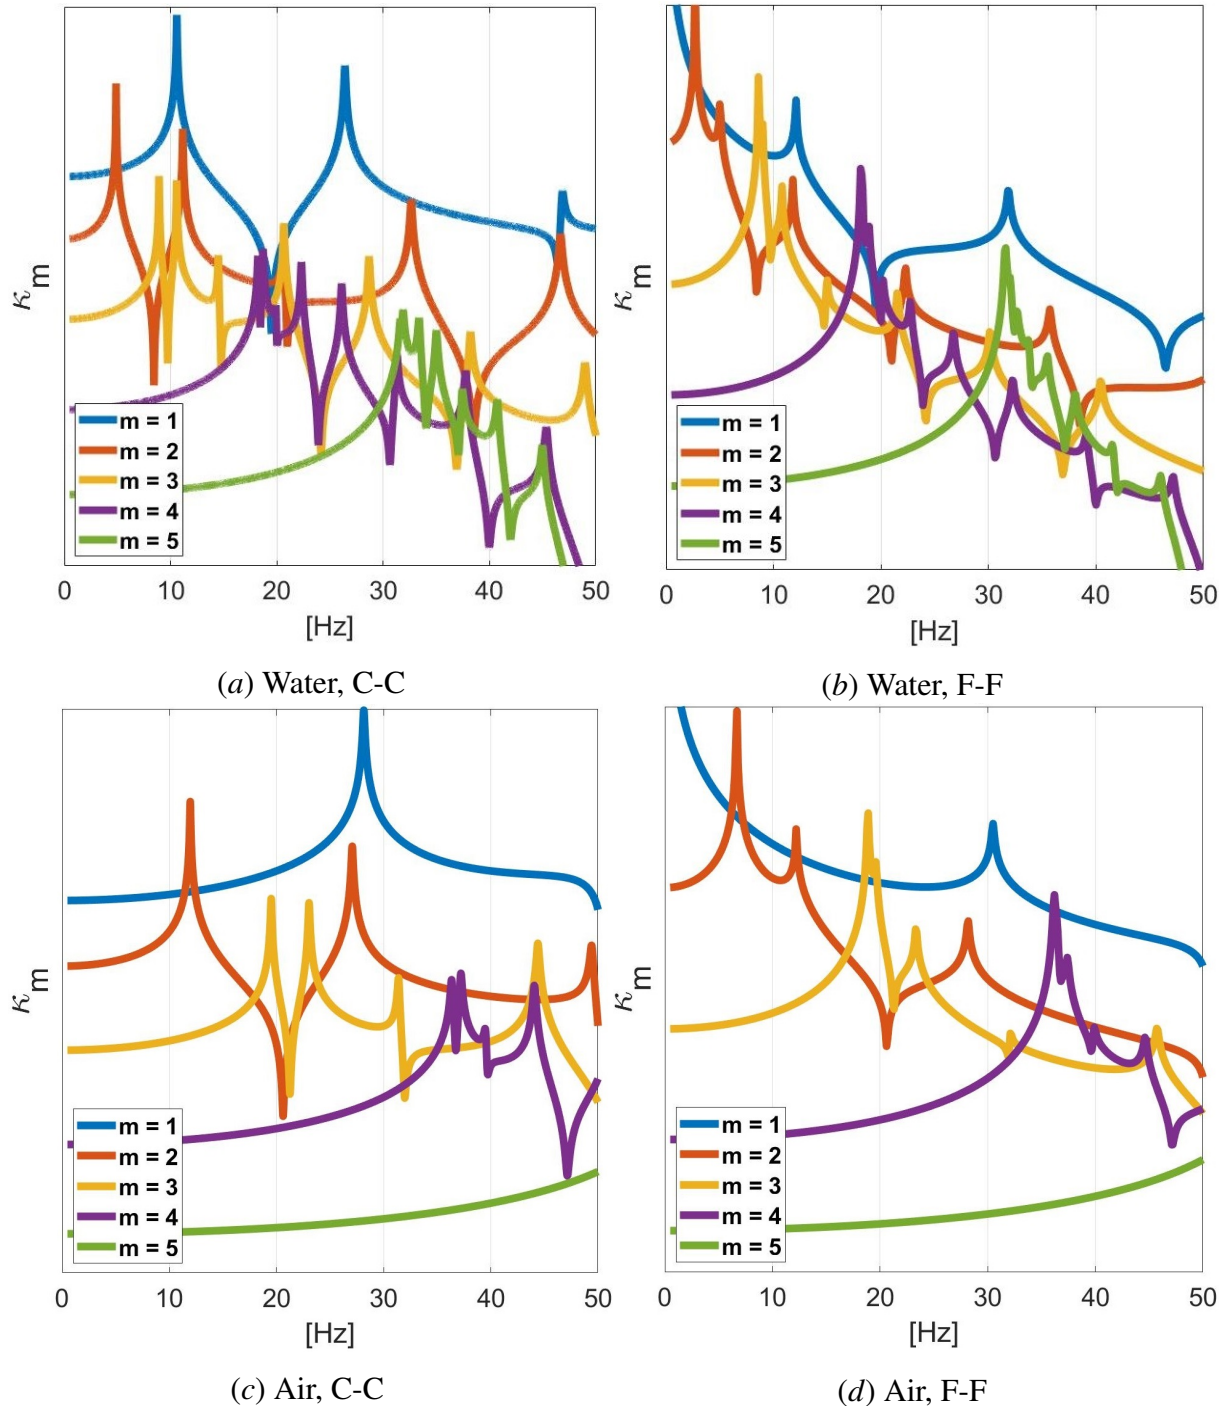 κm
m = 1
m = 2
m = 3
m = 4
m = 5
0 10 20 30 40 50
[Hz]
(a) Water, C-C
κm
m = 1
m = 2
m = 3
m = 4
m = 5
0 10 20 30 40 50
[Hz]
(b) Water, F-F
κm
m = 1
m = 2
m = 3
m = 4
m = 5
0 10 20 30 40 50
[Hz]
(c) Air, C-C
κm
m = 1
m = 2
m = 3
m = 4
m = 5
0 10 20 30 40 50
[Hz]
(d) Air, F-F